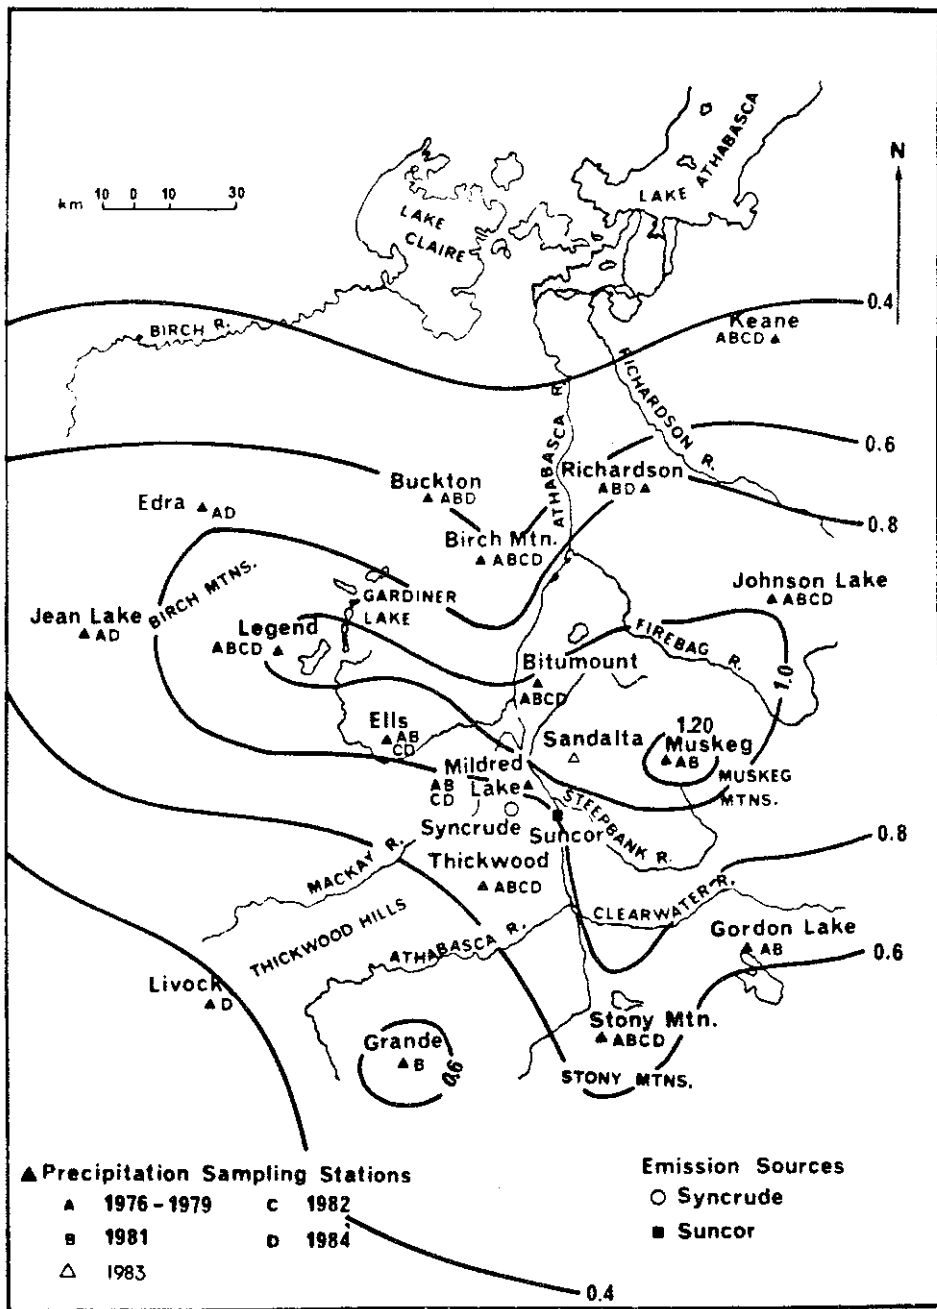 N
LAKE ATHABASCA
km 10 0 10 30
LAKE
CLAIRE
0.4
BIRCH R.
Keane
ABCD
RICHARDSON R.
ATHABASCA R.
0.6
Richardson
ABD
Buckton
ABD
Edra
AD
0.8
Birch Mtn.
ABCD
BIRCH MTNS.
Johnson Lake
ABCD
GARDINER
LAKE
Jean Lake
AD
Legend
ABCD
FIREBAG R.
1.0
Bitumount
ABCD
Ells
AB
CD
1.20
Sandalta
Muskeg
AB
MUSKEG
MTNS.
Mildred
Lake
AB
CD
STEEPBANK R.
Syncrude
Suncor
0.8
MACKAY R.
Thickwood
ABCD
CLEARWATER R.
THICKWOOD HILLS
ATHABASCA R.
Gordon Lake
AB
0.6
Livock
D
Stony Mtn.
ABCD
Grande
B
0.6
STONY MTNS.
Precipitation Sampling Stations
1976-1979
C 1982
B 1981
D 1984
1983
Emission Sources
Syncrude
Suncor
0.4